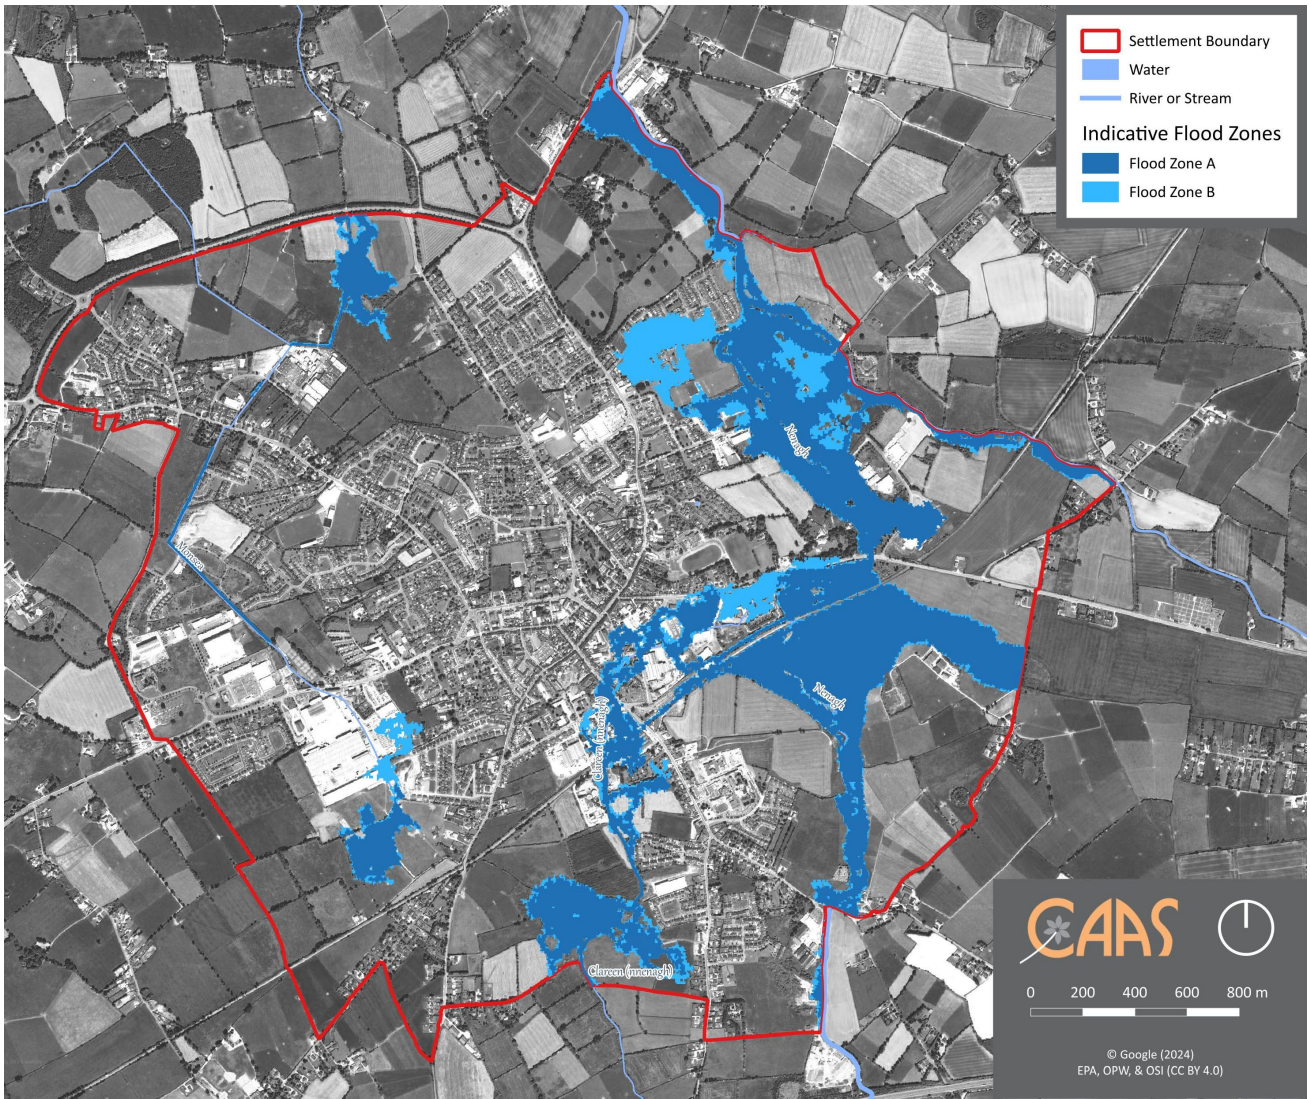 Settlement Boundary
Water
River or Stream
Indicative Flood Zones
Flood Zone A
Flood Zone B
Nenagh
Monsea
Nenagh
Clareen (nnenagh)
Clareen (nnenagh)
CAAS
0 200 400 600 800 m
© Google (2024)
EPA, OPW, & OSI (CC BY 4.0)